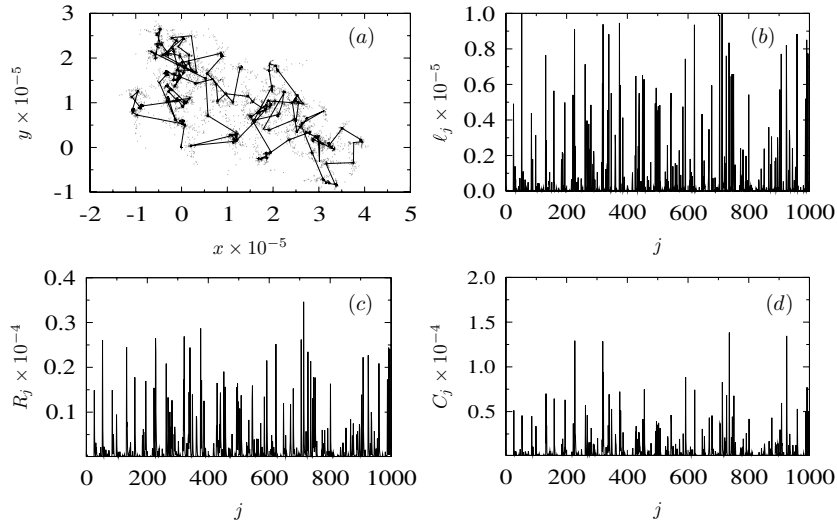 3
2
1
0
-1
y × 10⁻⁵
(a)
-2 -1 0 1 2 3 4 5
x × 10⁻⁵
1.0
0.8
0.6
0.4
0.2
0.0
ℓⱼ × 10⁻⁵
(b)
0 200 400 600 800 1000
j
0.4
0.3
0.2
0.1
Rⱼ × 10⁻⁴
(c)
0 200 400 600 800 1000
j
2.0
1.5
1.0
0.5
Cⱼ × 10⁻⁴
(d)
0 200 400 600 800 1000
j